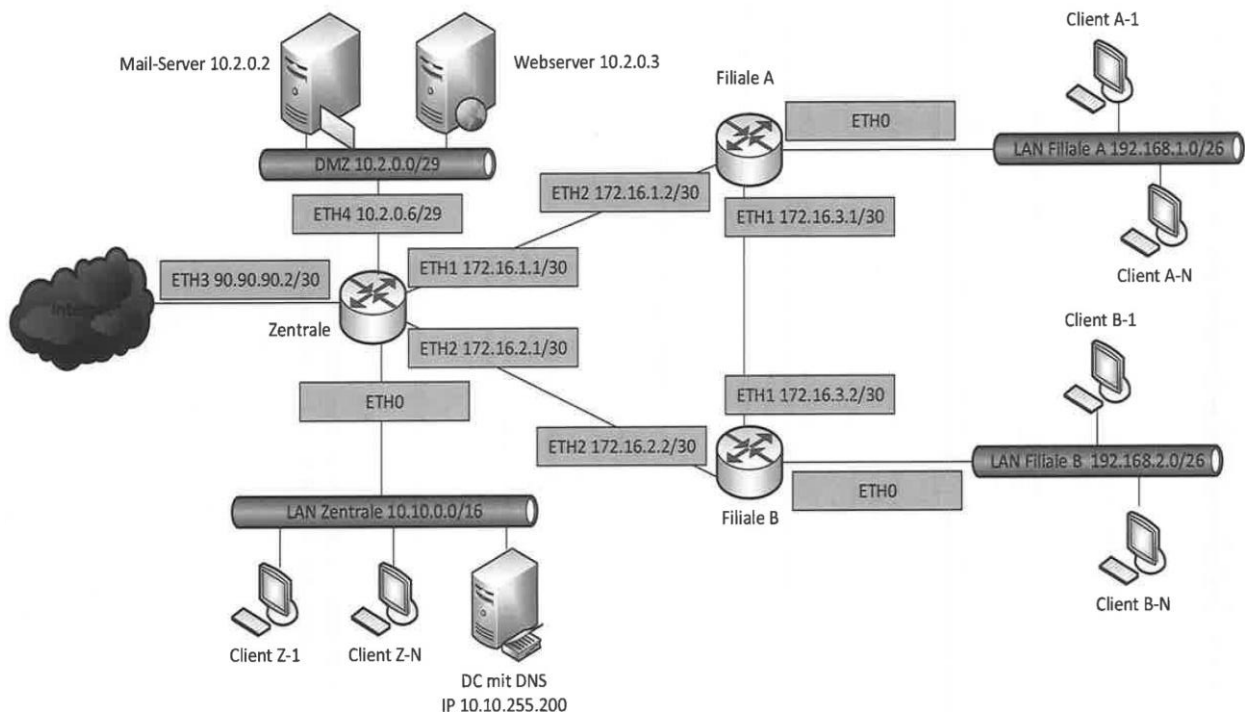 Client A-1
Mail-Server 10.2.0.2
Webserver 10.2.0.3
Filiale A
ETH0
LAN Filiale A 192.168.1.0/26
DMZ 10.2.0.0/29
ETH2 172.16.1.2/30
ETH4 10.2.0.6/29
ETH1 172.16.3.1/30
ETH1 172.16.1.1/30
ETH3 90.90.90.2/30
Client A-N
Zentrale
Client B-1
ETH2 172.16.2.1/30
ETH0
ETH1 172.16.3.2/30
ETH2 172.16.2.2/30
LAN Filiale B 192.168.2.0/26
ETH0
LAN Zentrale 10.10.0.0/16
Filiale B
Client B-N
Client Z-1
Client Z-N
DC mit DNS
IP 10.10.255.200